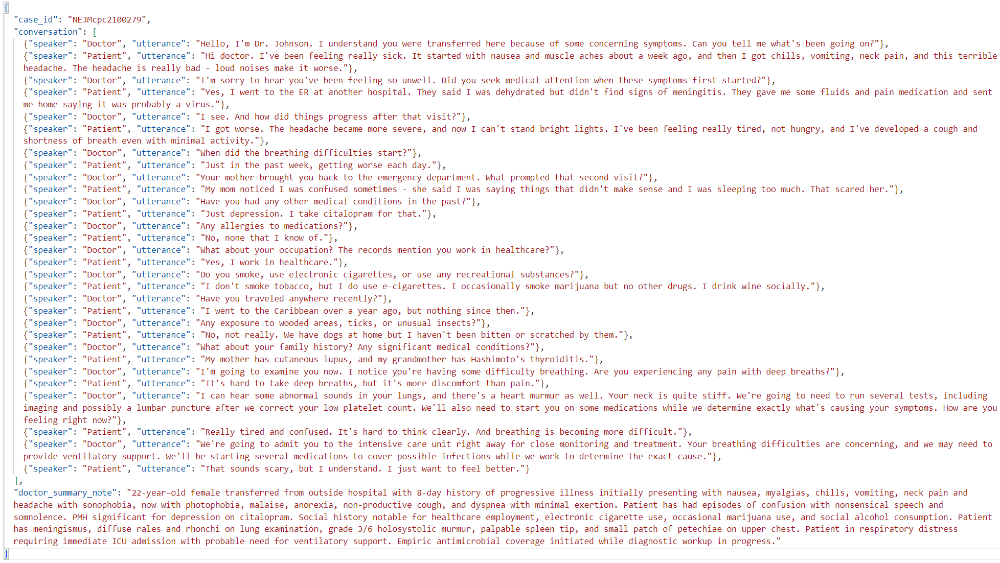 {
"case_id": "NEJMcpc2100279",
"conversation": [
{"speaker": "Doctor", "utterance": "Hello, I'm Dr. Johnson. I understand you were transferred here because of some concerning symptoms. Can you tell me what's been going on?"},
{"speaker": "Patient", "utterance": "Hi doctor. I've been feeling really sick. It started with nausea and muscle aches about a week ago, and then I got chills, vomiting, neck pain, and this terrible
headache. The headache is really bad - loud noises make it worse."},
{"speaker": "Doctor", "utterance": "I'm sorry to hear you've been feeling so unwell. Did you seek medical attention when these symptoms first started?"},
{"speaker": "Patient", "utterance": "Yes, I went to the ER at another hospital. They said I was dehydrated but didn't find signs of meningitis. They gave me some fluids and pain medication and sent
me home saying it was probably a virus."},
{"speaker": "Doctor", "utterance": "I see. And how did things progress after that visit?"},
{"speaker": "Patient", "utterance": "I got worse. The headache became more severe, and now I can't stand bright lights. I've been feeling really tired, not hungry, and I've developed a cough and
shortness of breath even with minimal activity."},
{"speaker": "Doctor", "utterance": "When did the breathing difficulties start?"},
{"speaker": "Patient", "utterance": "Just in the past week, getting worse each day."},
{"speaker": "Doctor", "utterance": "Your mother brought you back to the emergency department. What prompted that second visit?"},
{"speaker": "Patient", "utterance": "My mom noticed I was confused sometimes - she said I was saying things that didn't make sense and I was sleeping too much. That scared her."},
{"speaker": "Doctor", "utterance": "Have you had any other medical conditions in the past?"},
{"speaker": "Patient", "utterance": "Just depression. I take citalopram for that."},
{"speaker": "Doctor", "utterance": "Any allergies to medications?"},
{"speaker": "Patient", "utterance": "No, none that I know of."},
{"speaker": "Doctor", "utterance": "What about your occupation? The records mention you work in healthcare?"},
{"speaker": "Patient", "utterance": "Yes, I work in healthcare."},
{"speaker": "Doctor", "utterance": "Do you smoke, use electronic cigarettes, or use any recreational substances?"},
{"speaker": "Patient", "utterance": "I don't smoke tobacco, but I do use e-cigarettes. I occasionally smoke marijuana but no other drugs. I drink wine socially."},
{"speaker": "Doctor", "utterance": "Have you traveled anywhere recently?"},
{"speaker": "Patient", "utterance": "I went to the Caribbean over a year ago, but nothing since then."},
{"speaker": "Doctor", "utterance": "Any exposure to wooded areas, ticks, or unusual insects?"},
{"speaker": "Patient", "utterance": "No, not really. We have dogs at home but I haven't been bitten or scratched by them."},
{"speaker": "Doctor", "utterance": "What about your family history? Any significant medical conditions?"},
{"speaker": "Patient", "utterance": "My mother has cutaneous lupus, and my grandmother has Hashimoto's thyroiditis."},
{"speaker": "Doctor", "utterance": "I'm going to examine you now. I notice you're having some difficulty breathing. Are you experiencing any pain with deep breaths?"},
{"speaker": "Patient", "utterance": "It's hard to take deep breaths, but it's more discomfort than pain."},
{"speaker": "Doctor", "utterance": "I can hear some abnormal sounds in your lungs, and there's a heart murmur as well. Your neck is quite stiff. We're going to need to run several tests, including
imaging and possibly a lumbar puncture after we correct your low platelet count. We'll also need to start you on some medications while we determine exactly what's causing your symptoms. How are you
feeling right now?"},
{"speaker": "Patient", "utterance": "Really tired and confused. It's hard to think clearly. And breathing is becoming more difficult."},
{"speaker": "Doctor", "utterance": "We're going to admit you to the intensive care unit right away for close monitoring and treatment. Your breathing difficulties are concerning, and we may need to
provide ventilatory support. We'll be starting several medications to cover possible infections while we work to determine the exact cause."},
{"speaker": "Patient", "utterance": "That sounds scary, but I understand. I just want to feel better."}
],
"doctor_summary_note": "22-year-old female transferred from outside hospital with 8-day history of progressive illness initially presenting with nausea, myalgias, chills, vomiting, neck pain and
headache with sonophobia, now with photophobia, malaise, anorexia, non-productive cough, and dyspnea with minimal exertion. Patient has had episodes of confusion with nonsensical speech and
somnolence. PMH significant for depression on citalopram. Social history notable for healthcare employment, electronic cigarette use, occasional marijuana use, and social alcohol consumption. Patient
has meningismus, diffuse rales and rhonchi on lung examination, grade 3/6 holosystolic murmur, palpable spleen tip, and small patch of petechiae on upper chest. Patient in respiratory distress
requiring immediate ICU admission with probable need for ventilatory support. Empiric antimicrobial coverage initiated while diagnostic workup in progress."
}